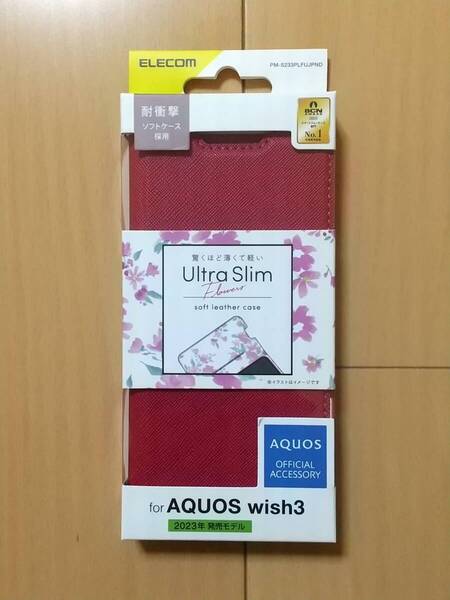 ELECOM
PM-S233PLFUJPND
耐衝撃
ソフトケース
採用
BCN
2023
No.1
驚くほど薄くて軽い
Ultra Slim
Flowers
soft leather case
※イラストはイメージです
AQUOS
OFFICIAL
ACCESSORY
for AQUOS wish3
2023年 発売モデル